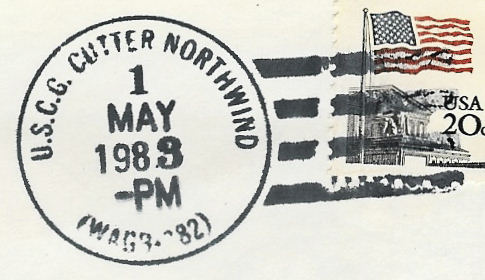 U.S.C.G. CUTTER NORTHWIND
1
MAY
1983
-PM
USA
20c